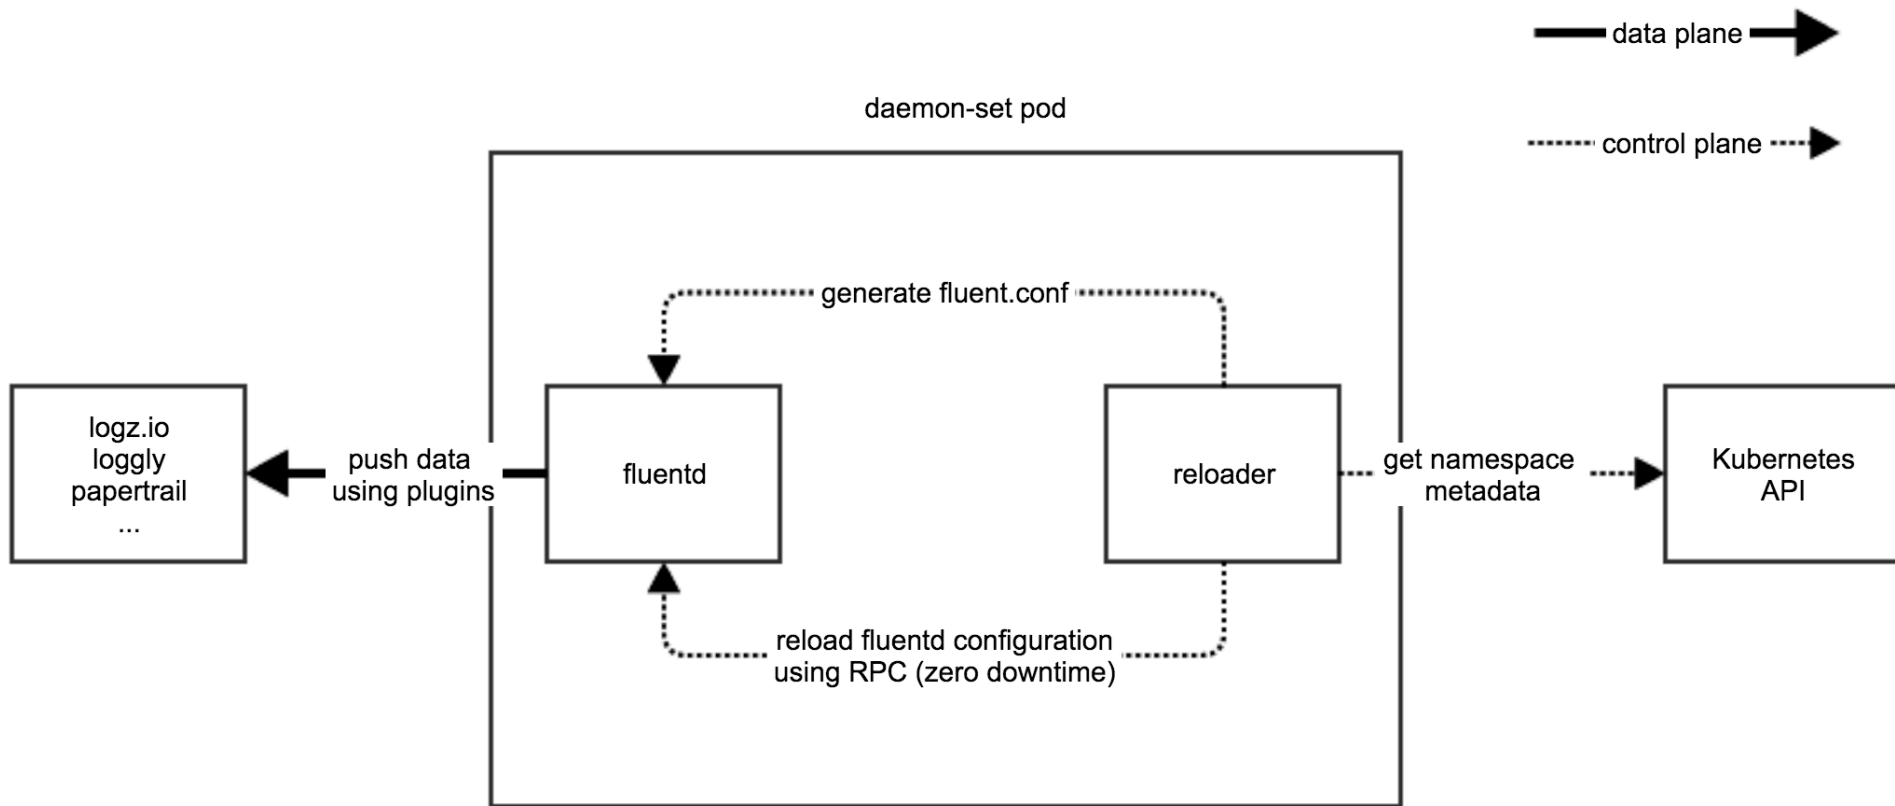 data plane
daemon-set pod
control plane
generate fluent.conf
logz.io
loggly
papertrail
...
push data
using plugins
fluentd
reloader
get namespace
metadata
Kubernetes
API
reload fluentd configuration
using RPC (zero downtime)